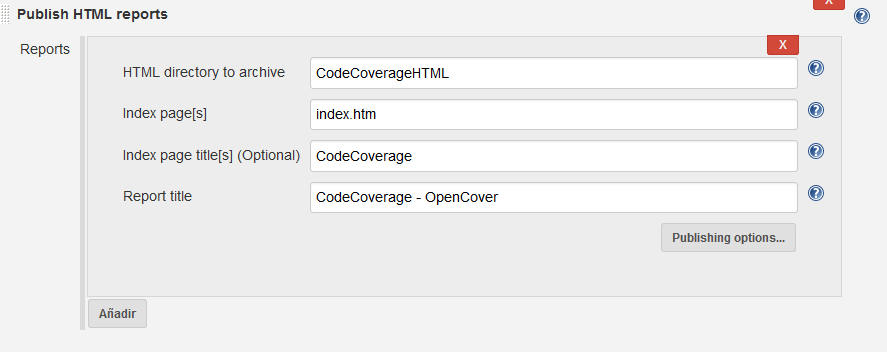 Publish HTML reports
X
?
Reports
X
HTML directory to archive
CodeCoverageHTML
?
Index page[s]
index.htm
?
Index page title[s] (Optional)
CodeCoverage
?
Report title
CodeCoverage - OpenCover
?
Publishing options...
Añadir